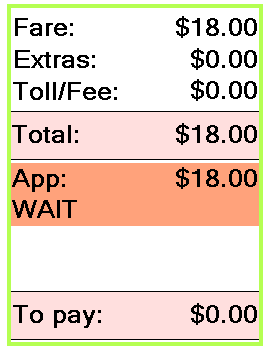 Fare: $18.00
Extras: $0.00
Toll/Fee: $0.00
Total: $18.00
App: $18.00
WAIT
To pay: $0.00